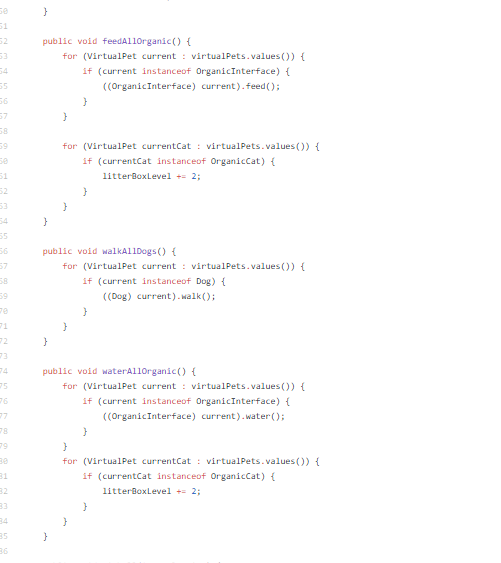 50     }
51
52     public void feedAllOrganic() {
53         for (VirtualPet current : virtualPets.values()) {
54             if (current instanceof OrganicInterface) {
55                 ((OrganicInterface) current).feed();
56             }
57         }
58
59         for (VirtualPet currentCat : virtualPets.values()) {
60             if (currentCat instanceof OrganicCat) {
61                 litterBoxLevel += 2;
62             }
63         }
64     }
65
66     public void walkAllDogs() {
67         for (VirtualPet current : virtualPets.values()) {
68             if (current instanceof Dog) {
69                 ((Dog) current).walk();
70             }
71         }
72     }
73
74     public void waterAllOrganic() {
75         for (VirtualPet current : virtualPets.values()) {
76             if (current instanceof OrganicInterface) {
77                 ((OrganicInterface) current).water();
78             }
79         }
80         for (VirtualPet currentCat : virtualPets.values()) {
81             if (currentCat instanceof OrganicCat) {
82                 litterBoxLevel += 2;
83             }
84         }
85     }
86